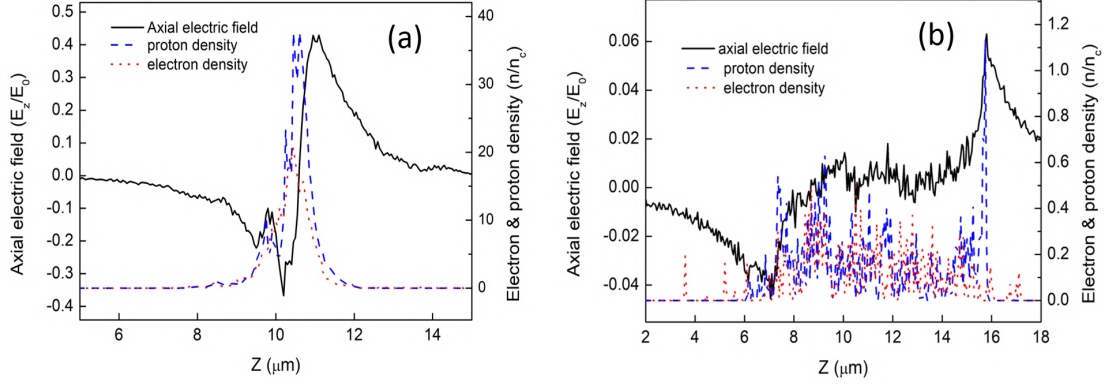 (a)
Axial electric field
proton density
electron density
Axial electric field (E_z/E_0)
0.5
0.4
0.3
0.2
0.1
0.0
-0.1
-0.2
-0.3
-0.4
40
30
20
10
0
Electron & proton density (n/n_c)
6 8 10 12 14
Z (μm)
(b)
axial electric field
proton density
electron density
Axial electric field (E_z/E_0)
0.06
0.04
0.02
0.00
-0.02
-0.04
1.2
1.0
0.8
0.6
0.4
0.2
0.0
Electron & proton density (n/n_c)
2 4 6 8 10 12 14 16 18
Z (μm)